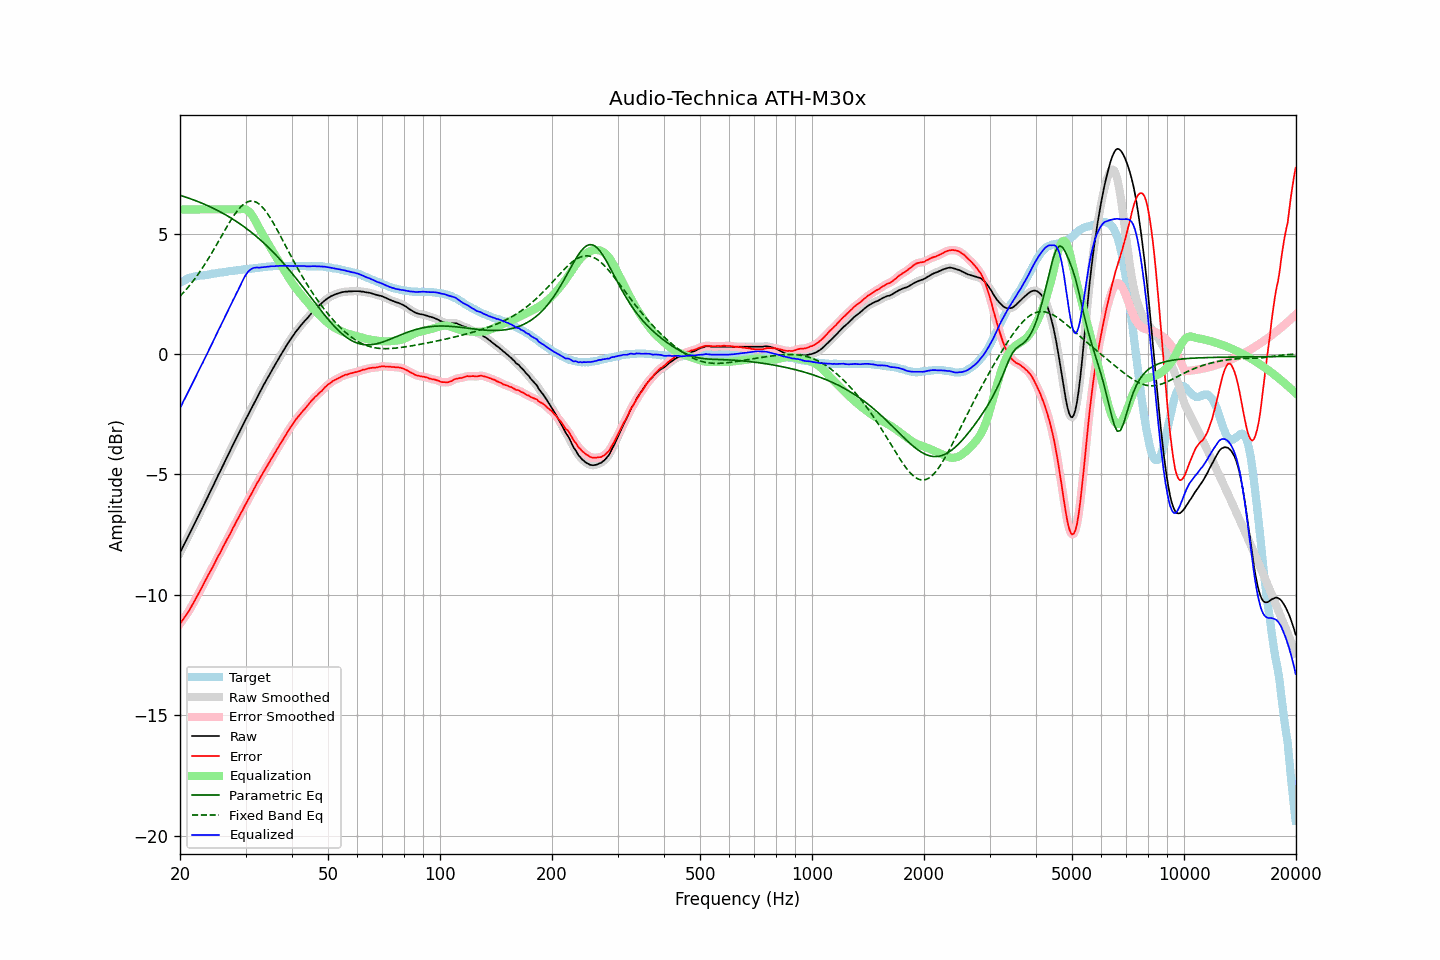 Audio-Technica ATH-M30x
Amplitude (dBr)
5
0
−5
−10
−15
−20
Target
Raw Smoothed
Error Smoothed
Raw
Error
Equalization
Parametric Eq
Fixed Band Eq
Equalized
20 50 100 200 500 1000 2000 5000 10000 20000
Frequency (Hz)